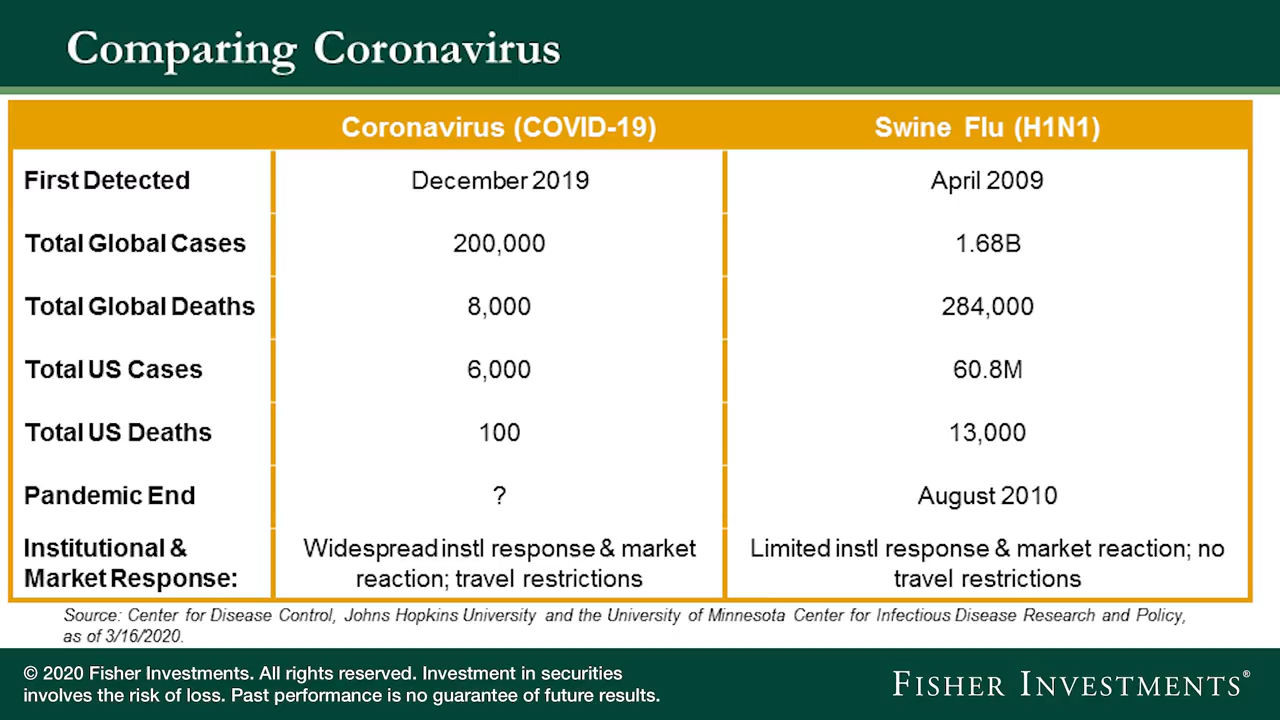 Comparing Coronavirus
Coronavirus (COVID-19) Swine Flu (H1N1)
First Detected December 2019 April 2009
Total Global Cases 200,000 1.68B
Total Global Deaths 8,000 284,000
Total US Cases 6,000 60.8M
Total US Deaths 100 13,000
Pandemic End ? August 2010
Institutional & Widespread instl response & market Limited instl response & market reaction; no
Market Response: reaction; travel restrictions travel restrictions
Source: Center for Disease Control, Johns Hopkins University and the University of Minnesota Center for Infectious Disease Research and Policy,
as of 3/16/2020.
© 2020 Fisher Investments. All rights reserved. Investment in securities
involves the risk of loss. Past performance is no guarantee of future results.
FISHER INVESTMENTS®